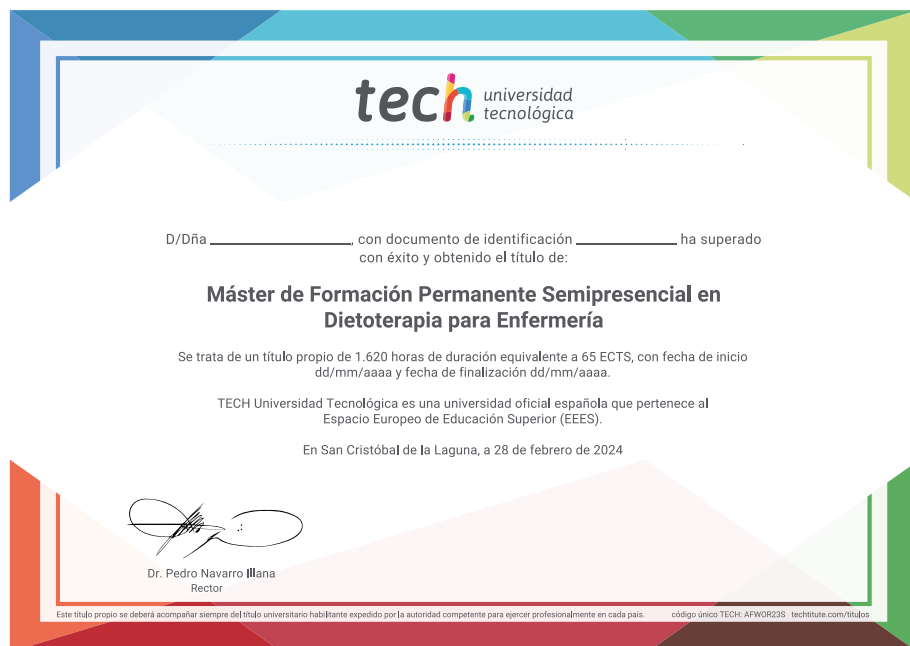 tech universidad
tecnológica
D/Dña ____________________, con documento de identificación ______________ ha superado
con éxito y obtenido el título de:
Máster de Formación Permanente Semipresencial en
Dietoterapia para Enfermería
Se trata de un título propio de 1.620 horas de duración equivalente a 65 ECTS, con fecha de inicio
dd/mm/aaaa y fecha de finalización dd/mm/aaaa.
TECH Universidad Tecnológica es una universidad oficial española que pertenece al
Espacio Europeo de Educación Superior (EEES).
En San Cristóbal de la Laguna, a 28 de febrero de 2024
Dr. Pedro Navarro Illana
Rector
Este título propio se deberá acompañar siempre del título universitario habilitante expedido por la autoridad competente para ejercer profesionalmente en cada país. código único TECH: AFWOR23S techtitute.com/titulos